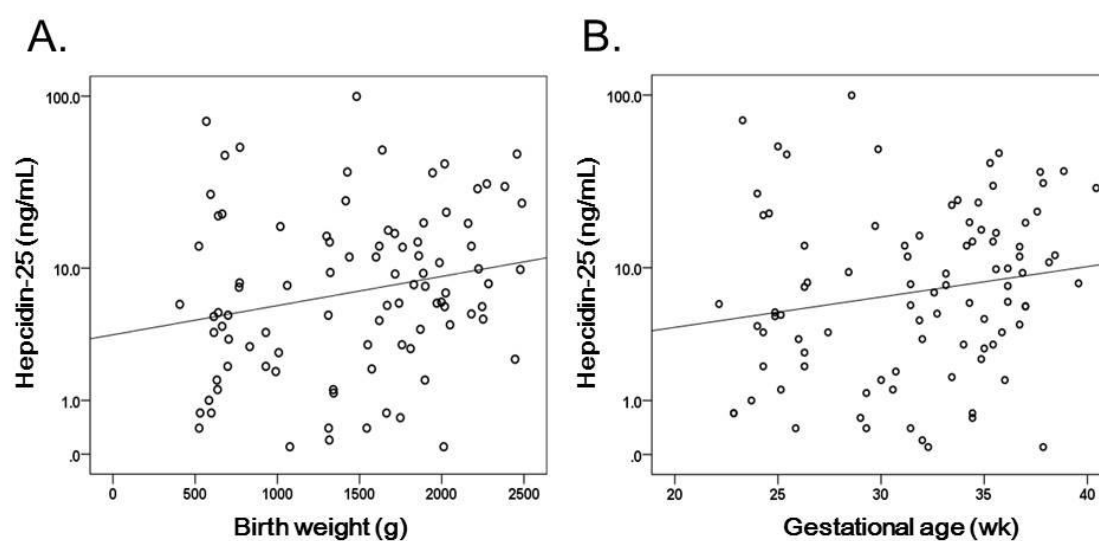 A.
B.
Hepcidin-25 (ng/mL)
100.0
10.0
1.0
.0
0 500 1000 1500 2000 2500
Birth weight (g)
Hepcidin-25 (ng/mL)
100.0
10.0
1.0
.0
20 25 30 35 40
Gestational age (wk)